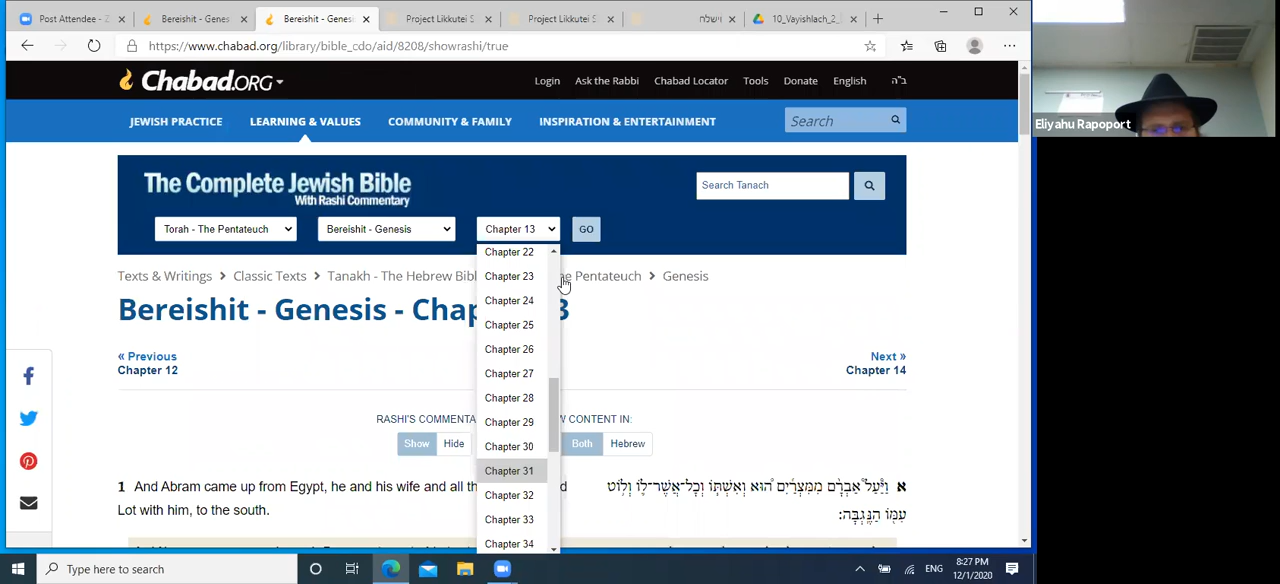 Post Attendee - Z
Bereishit - Genes
Bereishit - Genesi
Project Likkutei S
Project Likkutei S
וישלח
10_Vayishlach_2_
https://www.chabad.org/library/bible_cdo/aid/8208/showrashi/true
Eliyahu Rapoport
Chabad.ORG
Login
Ask the Rabbi
Chabad Locator
Tools
Donate
English
ב"ה
JEWISH PRACTICE
LEARNING & VALUES
COMMUNITY & FAMILY
INSPIRATION & ENTERTAINMENT
Search
The Complete Jewish Bible
With Rashi Commentary
Search Tanach
Torah - The Pentateuch
Bereishit - Genesis
Chapter 13
GO
Chapter 22
Chapter 23
Chapter 24
Chapter 25
Chapter 26
Chapter 27
Chapter 28
Chapter 29
Chapter 30
Chapter 31
Chapter 32
Chapter 33
Chapter 34
Texts & Writings > Classic Texts > Tanakh - The Hebrew Bib
e Pentateuch > Genesis
Bereishit - Genesis - Chap 3
« Previous
Chapter 12
Next »
Chapter 14
RASHI'S COMMENTA
W CONTENT IN:
Show
Hide
Both
Hebrew
1 And Abram came up from Egypt, he and his wife and all th d
Lot with him, to the south.
א וַיַּ֩עַל֩ אַבְרָ֨ם מִמִּצְרַ֜יִם ה֠וּא וְאִשְׁתּ֧וֹ וְכָל־אֲשֶׁר־ל֛וֹ וְל֥וֹט
עִמּ֖וֹ הַנֶּֽגְבָּה:
Type here to search
ENG
8:27 PM
12/1/2020